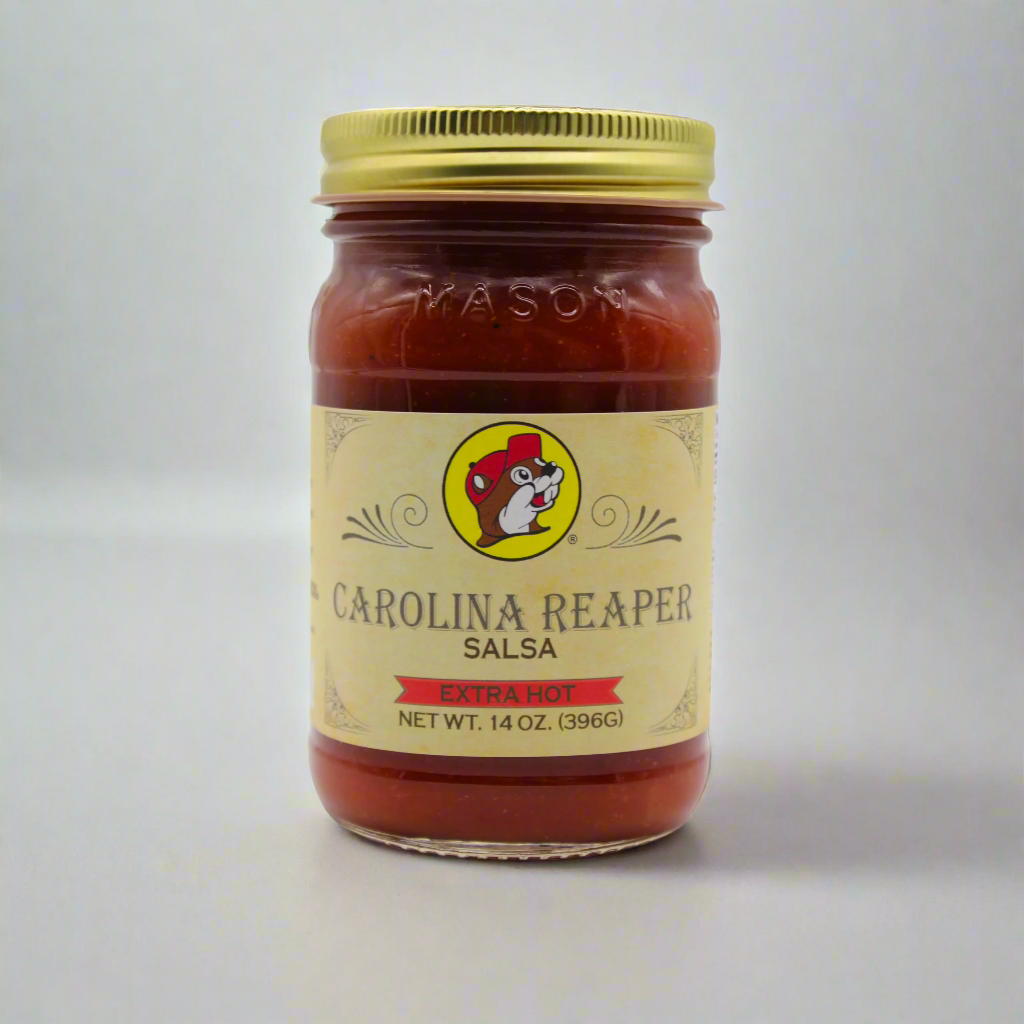 MASON
®
CAROLINA REAPER
SALSA
EXTRA HOT
NET WT. 14 OZ. (396G)